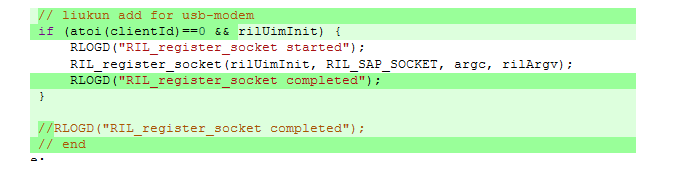 // liukun add for usb-modem
if (atoi(clientId)==0 && rilUimInit) {
RLOGD("RIL_register_socket started");
RIL_register_socket(rilUimInit, RIL_SAP_SOCKET, argc, rilArgv);
RLOGD("RIL_register_socket completed");
}
//RLOGD("RIL_register_socket completed");
// end